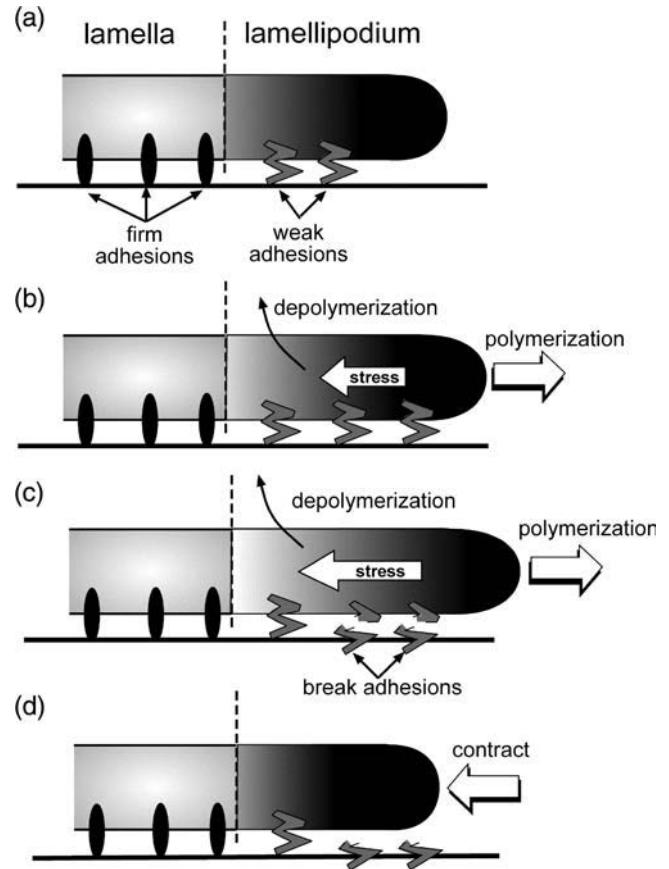 (a)
lamella lamellipodium
firm
adhesions
weak
adhesions
(b)
depolymerization
polymerization
stress
(c)
depolymerization
polymerization
stress
break adhesions
(d)
contract